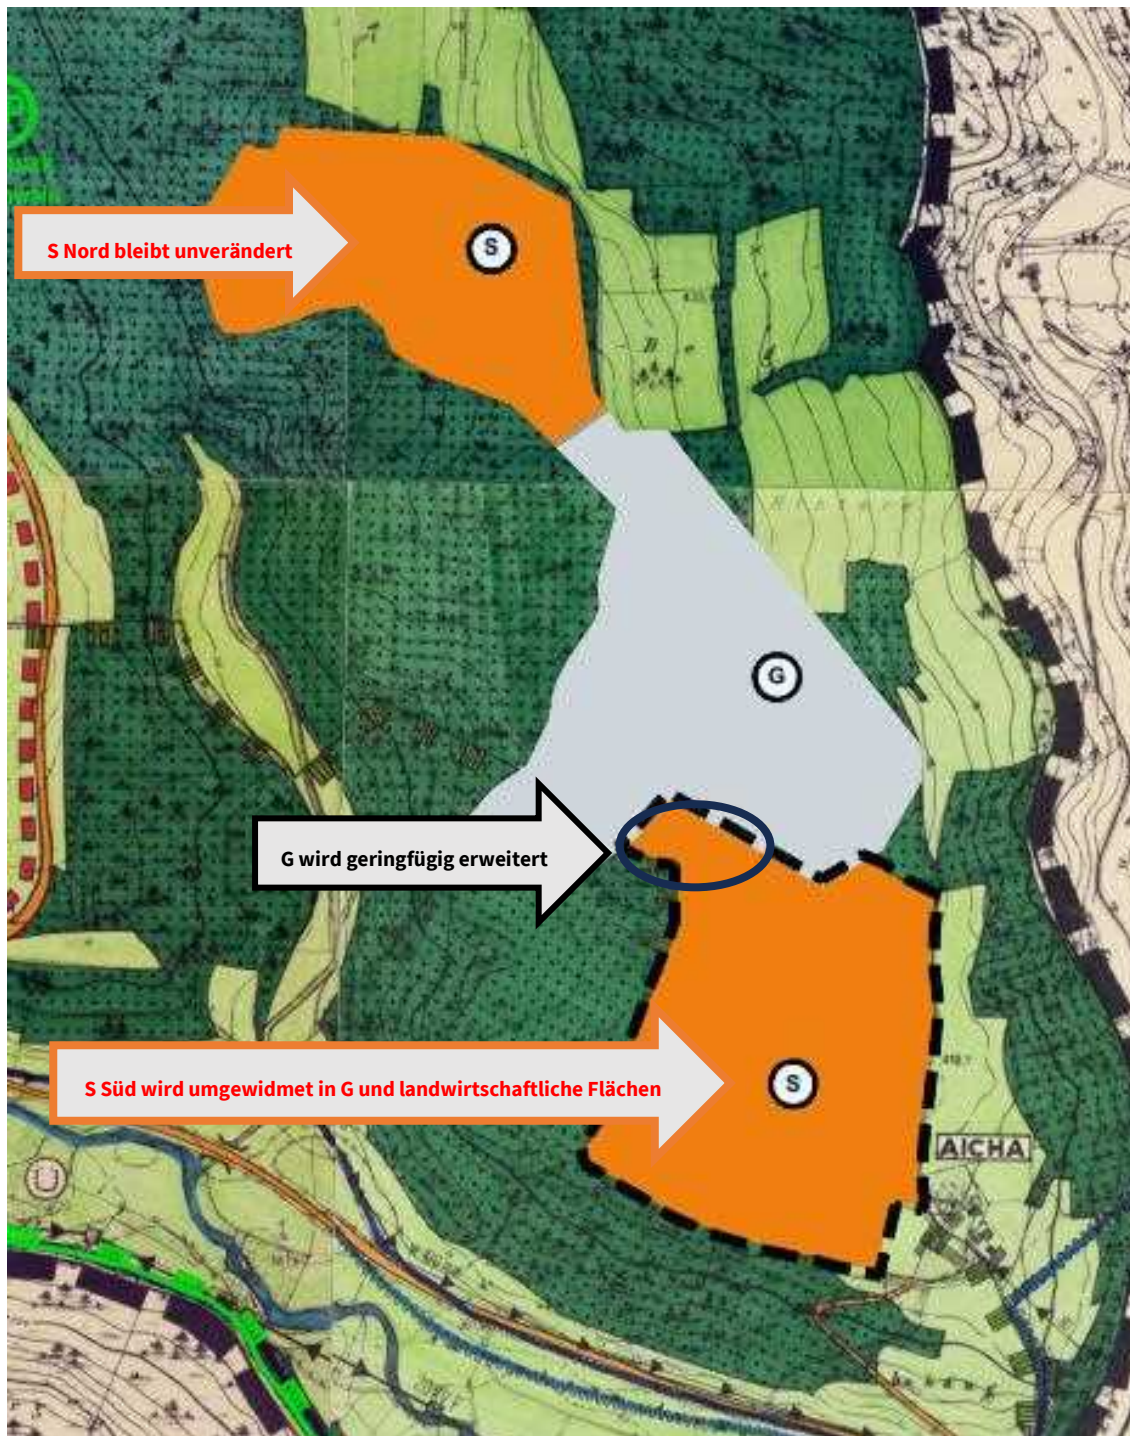 S
S Nord bleibt unverändert
G
G wird geringfügig erweitert
S Süd wird umgewidmet in G und landwirtschaftliche Flächen
S
AICHA
Ü